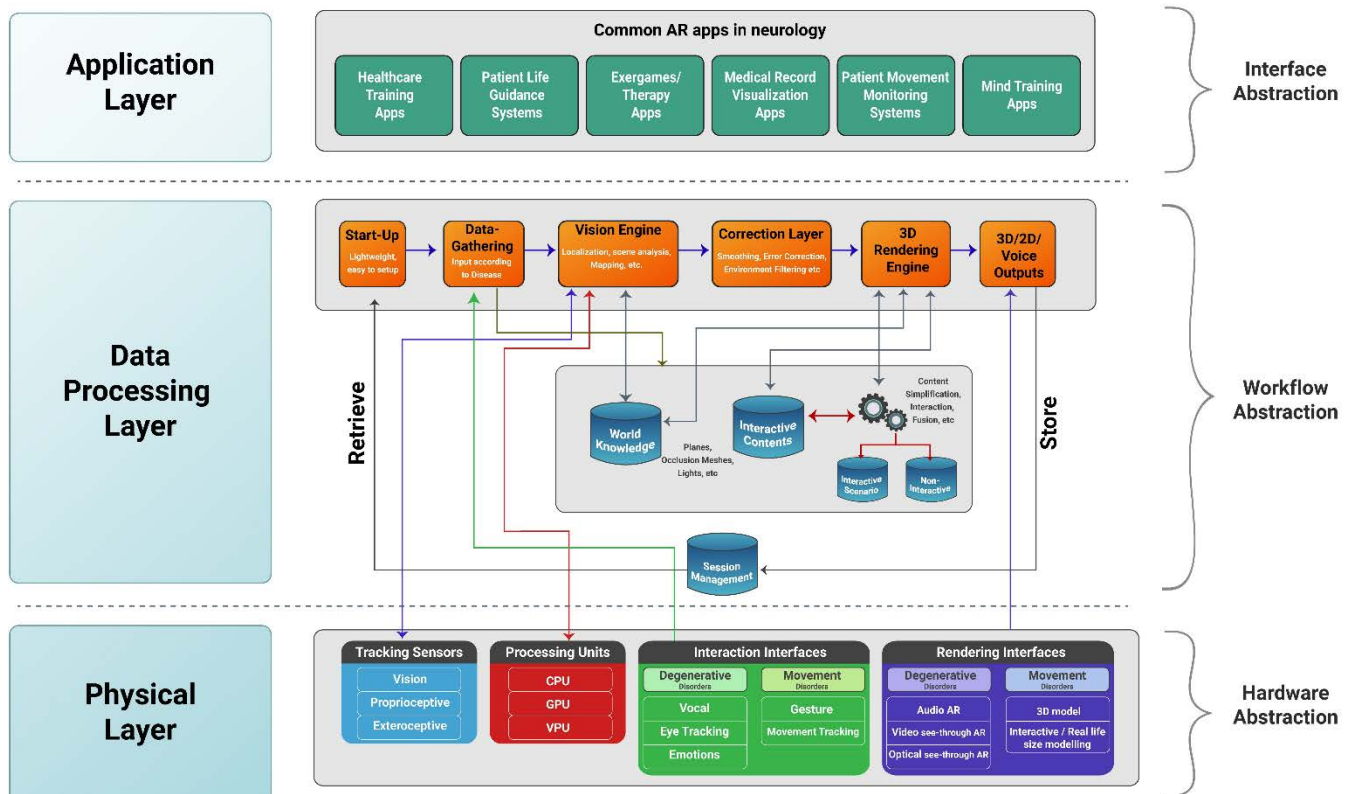 Application
Layer
Common AR apps in neurology
Healthcare
Training
Apps
Patient Life
Guidance
Systems
Exergames/
Therapy
Apps
Medical Record
Visualization
Apps
Patient Movement
Monitoring
Systems
Mind Training
Apps
Interface
Abstraction
Data
Processing
Layer
Start-Up
Lightweight,
easy to setup
Data-
Gathering
Input according
to Disease
Vision Engine
Localization, scene analysis,
Mapping, etc.
Correction Layer
Smoothing, Error Correction,
Environment Filtering etc
3D
Rendering
Engine
3D/2D/
Voice
Outputs
Retrieve
World
Knowledge
Planes,
Occlusion Meshes,
Lights, etc
Interactive
Contents
Content
Simplification,
Interaction,
Fusion, etc
Interactive
Scenario
Non-
Interactive
Store
Session
Management
Workflow
Abstraction
Physical
Layer
Tracking Sensors
Vision
Proprioceptive
Exteroceptive
Processing Units
CPU
GPU
VPU
Interaction Interfaces
Degenerative
Disorders
Vocal
Eye Tracking
Emotions
Movement
Disorders
Gesture
Movement Tracking
Rendering Interfaces
Degenerative
Disorders
Audio AR
Video see-through AR
Optical see-through AR
Movement
Disorders
3D model
Interactive / Real life
size modelling
Hardware
Abstraction